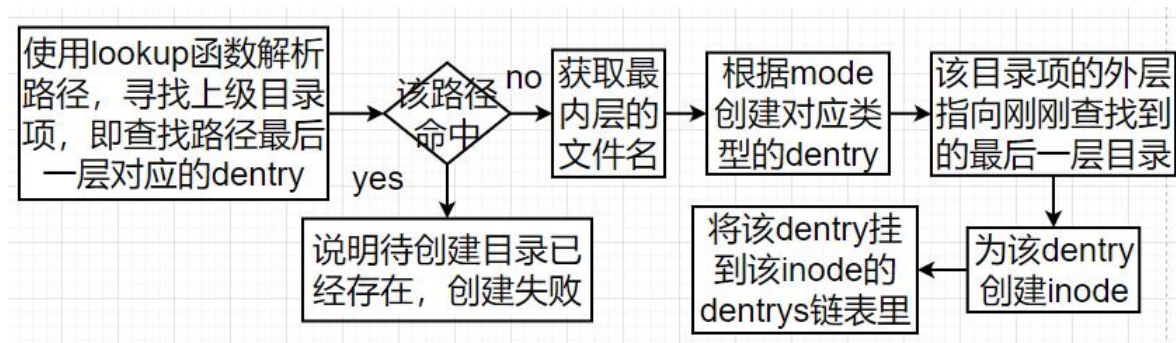 使用lookup函数解析
路径，寻找上级目录
项，即查找路径最后
一层对应的dentry
该路径
命中
no
yes
说明待创建目录已
经存在，创建失败
获取最
内层的
文件名
根据mode
创建对应类
型的dentry
该目录项的外层
指向刚刚查找到
的最后一层目录
为该dentry
创建inode
将该dentry挂
到该inode的
dentrys链表里